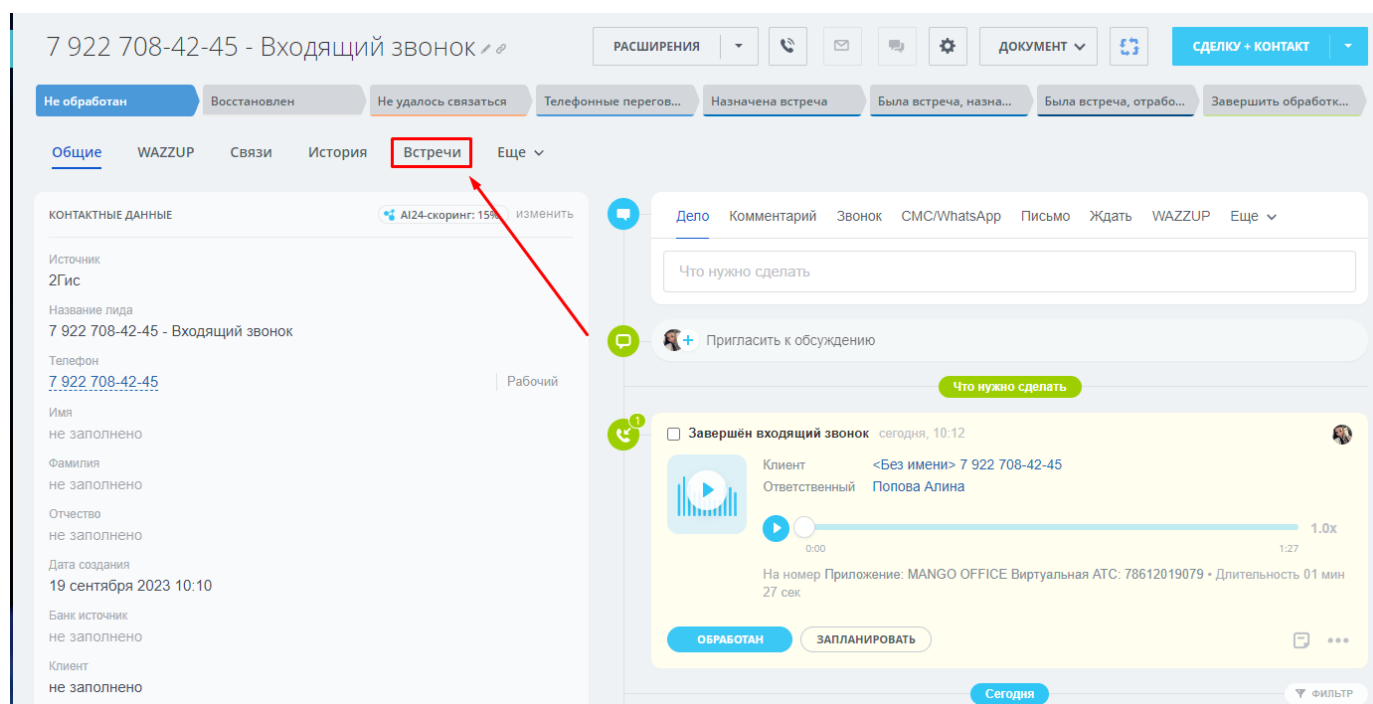 7 922 708-42-45 - Входящий звонок
РАСШИРЕНИЯ
ДОКУМЕНТ
СДЕЛКУ + КОНТАКТ
Не обработан
Восстановлен
Не удалось связаться
Телефонные перегов...
Назначена встреча
Была встреча, назна...
Была встреча, отрабо...
Завершить обработк...
Общие
WAZZUP
Связи
История
Встречи
Еще
КОНТАКТНЫЕ ДАННЫЕ
AI24-скоринг: 15%
ИЗМЕНИТЬ
Источник
2Гис
Название лида
7 922 708-42-45 - Входящий звонок
Телефон
7 922 708-42-45
Рабочий
Имя
не заполнено
Фамилия
не заполнено
Отчество
не заполнено
Дата создания
19 сентября 2023 10:10
Банк источник
не заполнено
Клиент
не заполнено
Дело
Комментарий
Звонок
СМС/WhatsApp
Письмо
Ждать
WAZZUP
Еще
Что нужно сделать
Пригласить к обсуждению
Что нужно сделать
1
Завершён входящий звонок сегодня, 10:12
Клиент <Без имени> 7 922 708-42-45
Ответственный Попова Алина
1.0x
0:00
1:27
На номер Приложение: MANGO OFFICE Виртуальная АТС: 78612019079 • Длительность 01 мин
27 сек
ОБРАБОТАН
ЗАПЛАНИРОВАТЬ
Сегодня
ФИЛЬТР